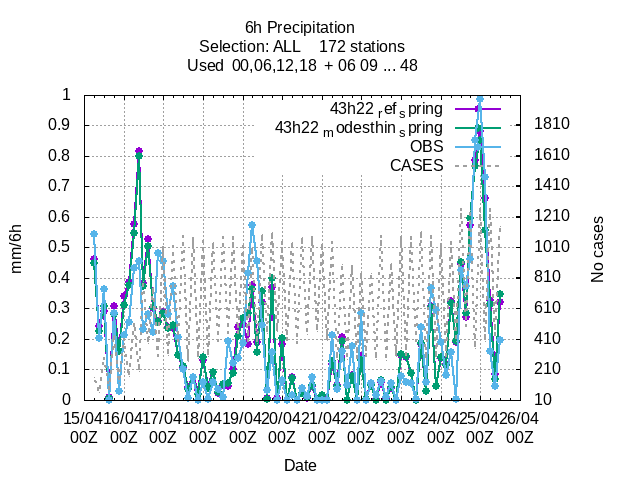 6h Precipitation
Selection: ALL 172 stations
Used 00,06,12,18 + 06 09 ... 48
43h22 ref spring
43h22 modesthin spring
OBS
CASES
1
0.9
0.8
0.7
0.6
0.5
0.4
0.3
0.2
0.1
0
mm/6h
1810
1610
1410
1210
1010
810
610
410
210
10
No cases
15/04 16/04 17/04 18/04 19/04 20/04 21/04 22/04 23/04 24/04 25/04 26/04
00Z 00Z 00Z 00Z 00Z 00Z 00Z 00Z 00Z 00Z 00Z 00Z
Date